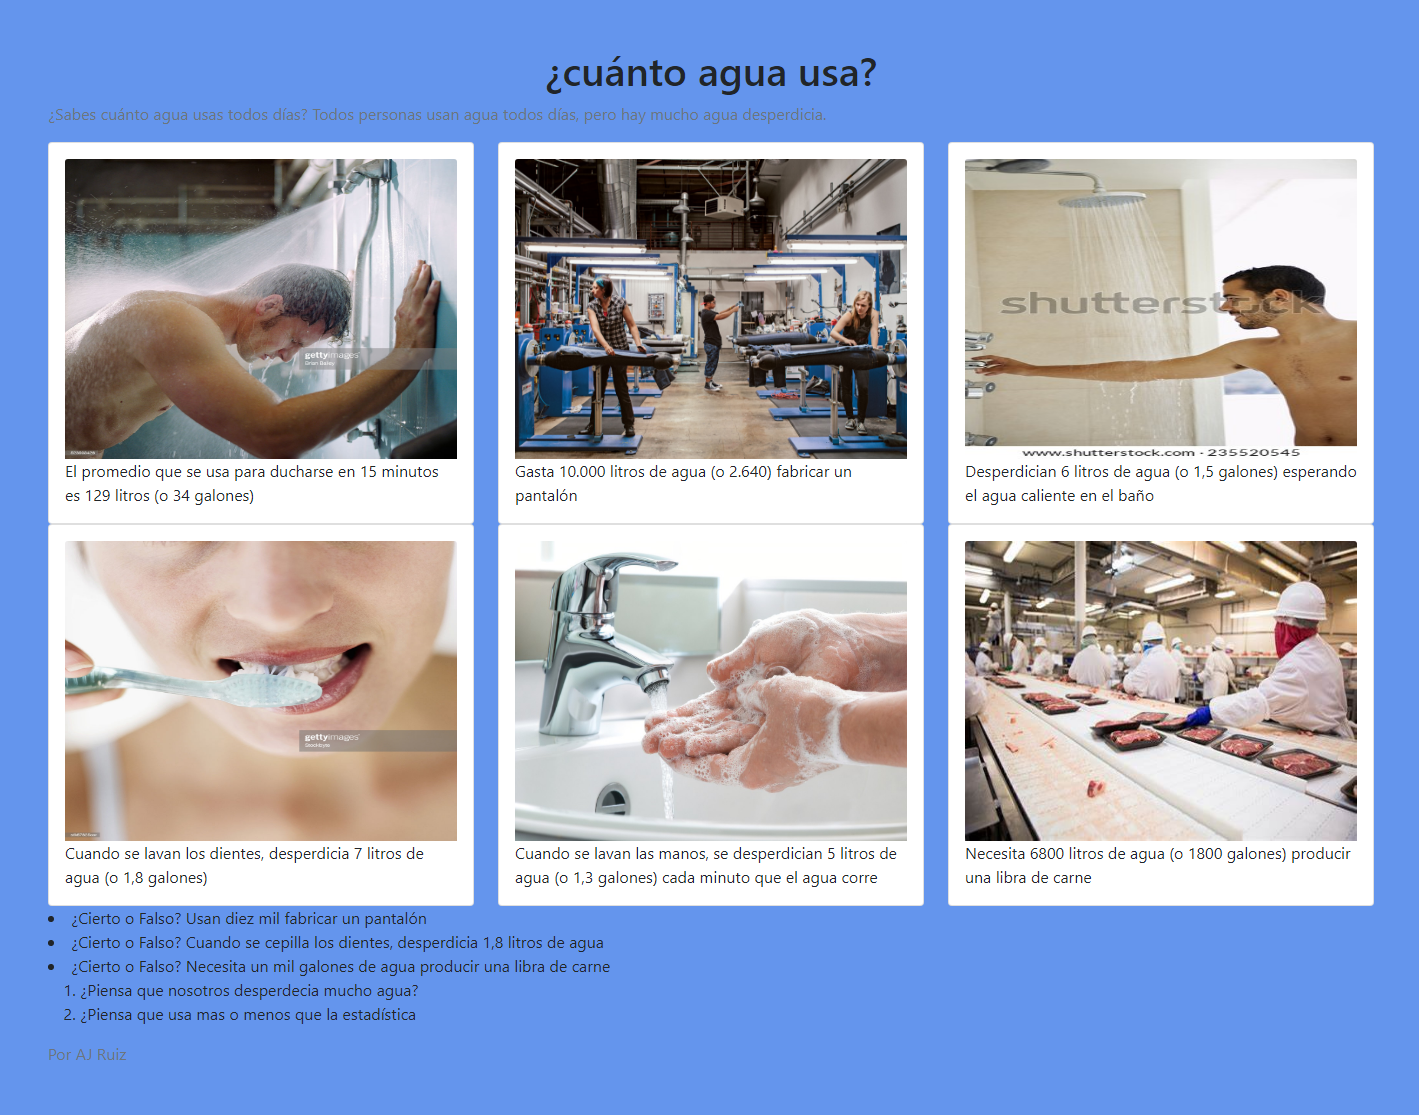 ¿cuánto agua usa?
¿Sabes cuánto agua usas todos días? Todos personas usan agua todos días, pero hay mucho agua desperdicia.
gettyimages
Brian Bailey
El promedio que se usa para ducharse en 15 minutos
es 129 litros (o 34 galones)
Gasta 10.000 litros de agua (o 2.640) fabricar un
pantalón
shutterstock
www.shutterstock.com · 235520545
Desperdician 6 litros de agua (o 1,5 galones) esperando
el agua caliente en el baño
gettyimages
Stockbyte
Cuando se lavan los dientes, desperdicia 7 litros de
agua (o 1,8 galones)
Cuando se lavan las manos, se desperdician 5 litros de
agua (o 1,3 galones) cada minuto que el agua corre
Necesita 6800 litros de agua (o 1800 galones) producir
una libra de carne
• ¿Cierto o Falso? Usan diez mil fabricar un pantalón
• ¿Cierto o Falso? Cuando se cepilla los dientes, desperdicia 1,8 litros de agua
• ¿Cierto o Falso? Necesita un mil galones de agua producir una libra de carne
1. ¿Piensa que nosotros desperdecia mucho agua?
2. ¿Piensa que usa mas o menos que la estadística
Por AJ Ruiz